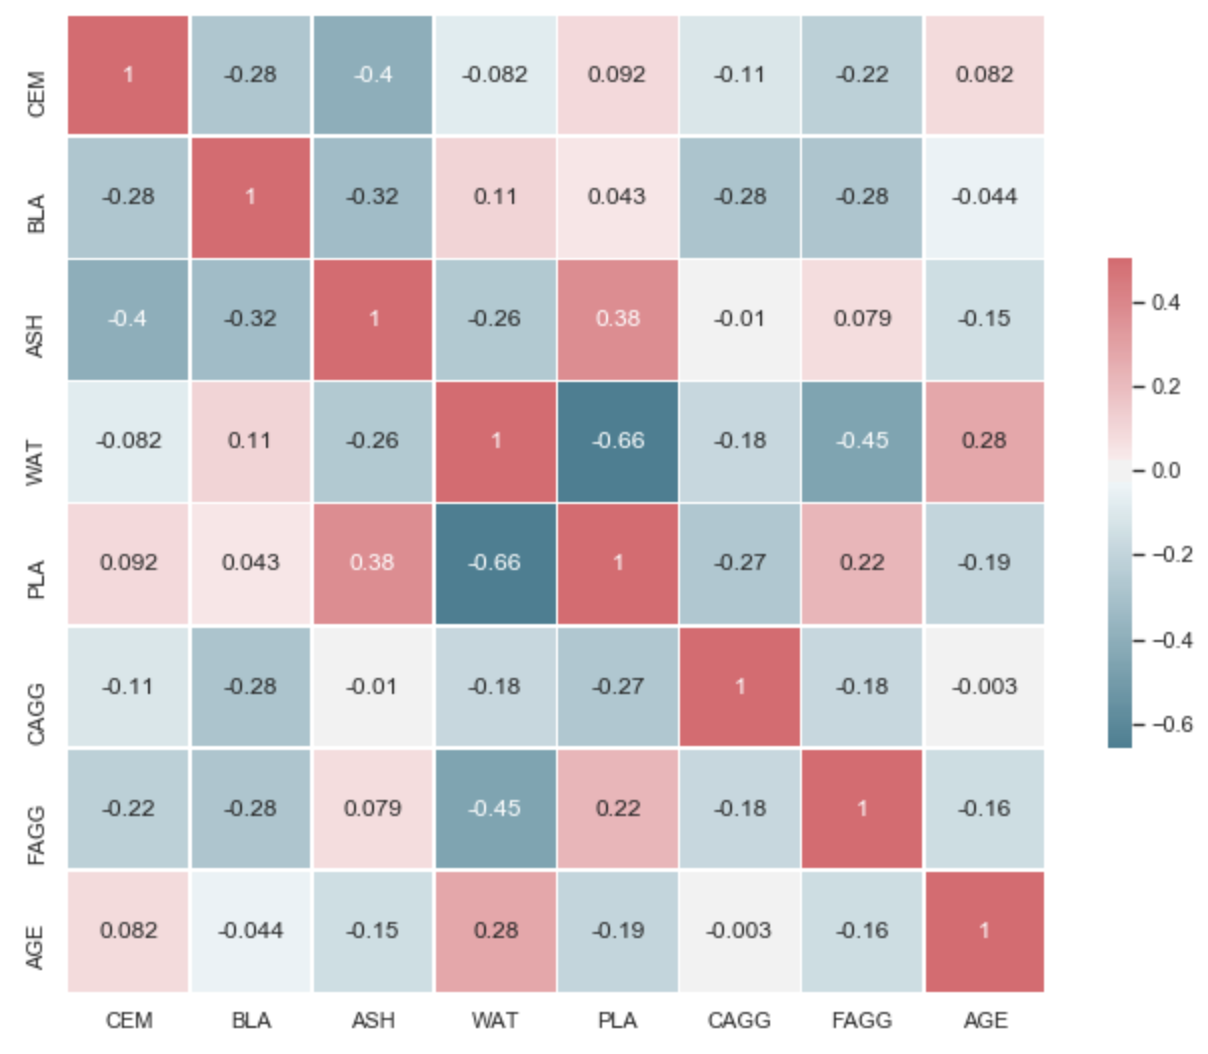 CEM 1 -0.28 -0.4 -0.082 0.092 -0.11 -0.22 0.082
BLA -0.28 1 -0.32 0.11 0.043 -0.28 -0.28 -0.044
ASH -0.4 -0.32 1 -0.26 0.38 -0.01 0.079 -0.15
WAT -0.082 0.11 -0.26 1 -0.66 -0.18 -0.45 0.28
PLA 0.092 0.043 0.38 -0.66 1 -0.27 0.22 -0.19
CAGG -0.11 -0.28 -0.01 -0.18 -0.27 1 -0.18 -0.003
FAGG -0.22 -0.28 0.079 -0.45 0.22 -0.18 1 -0.16
AGE 0.082 -0.044 -0.15 0.28 -0.19 -0.003 -0.16 1
CEM BLA ASH WAT PLA CAGG FAGG AGE
0.4
0.2
0.0
−0.2
−0.4
−0.6